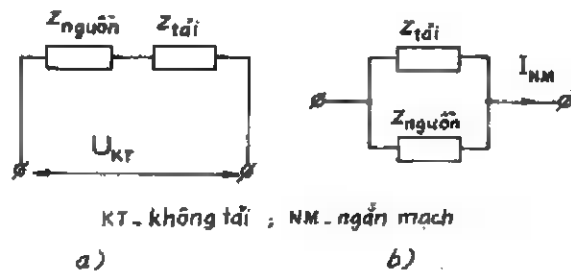 Znguồn Ztải
UKT
Ztải
INM
Znguồn
KT - không tải ; NM - ngắn mạch
a) b)